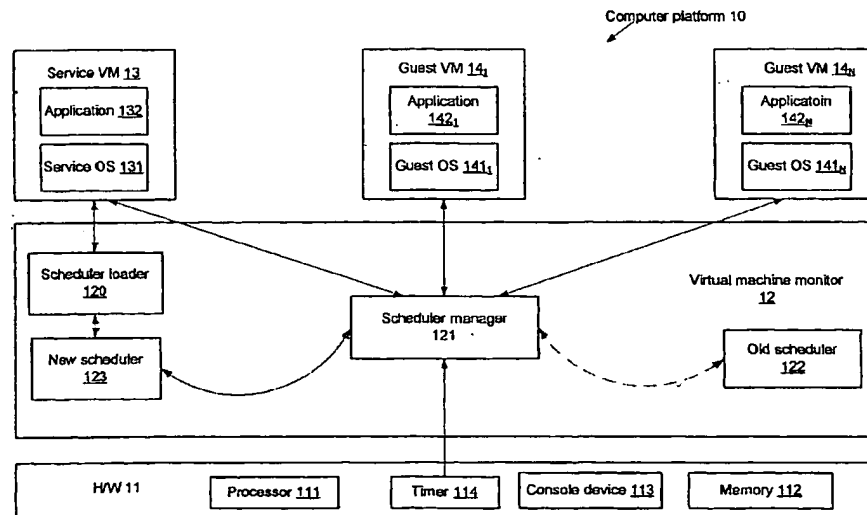 Computer platform 10
Service VM 13
Application 132
Service OS 131
Guest VM 14₁
Application
142₁
Guest OS 141₁
Guest VM 14N
Applicatoin
142N
Guest OS 141N
Scheduler loader
120
New scheduler
123
Scheduler manager
121
Virtual machine monitor
12
Old scheduler
122
H/W 11
Processor 111
Timer 114
Console device 113
Memory 112